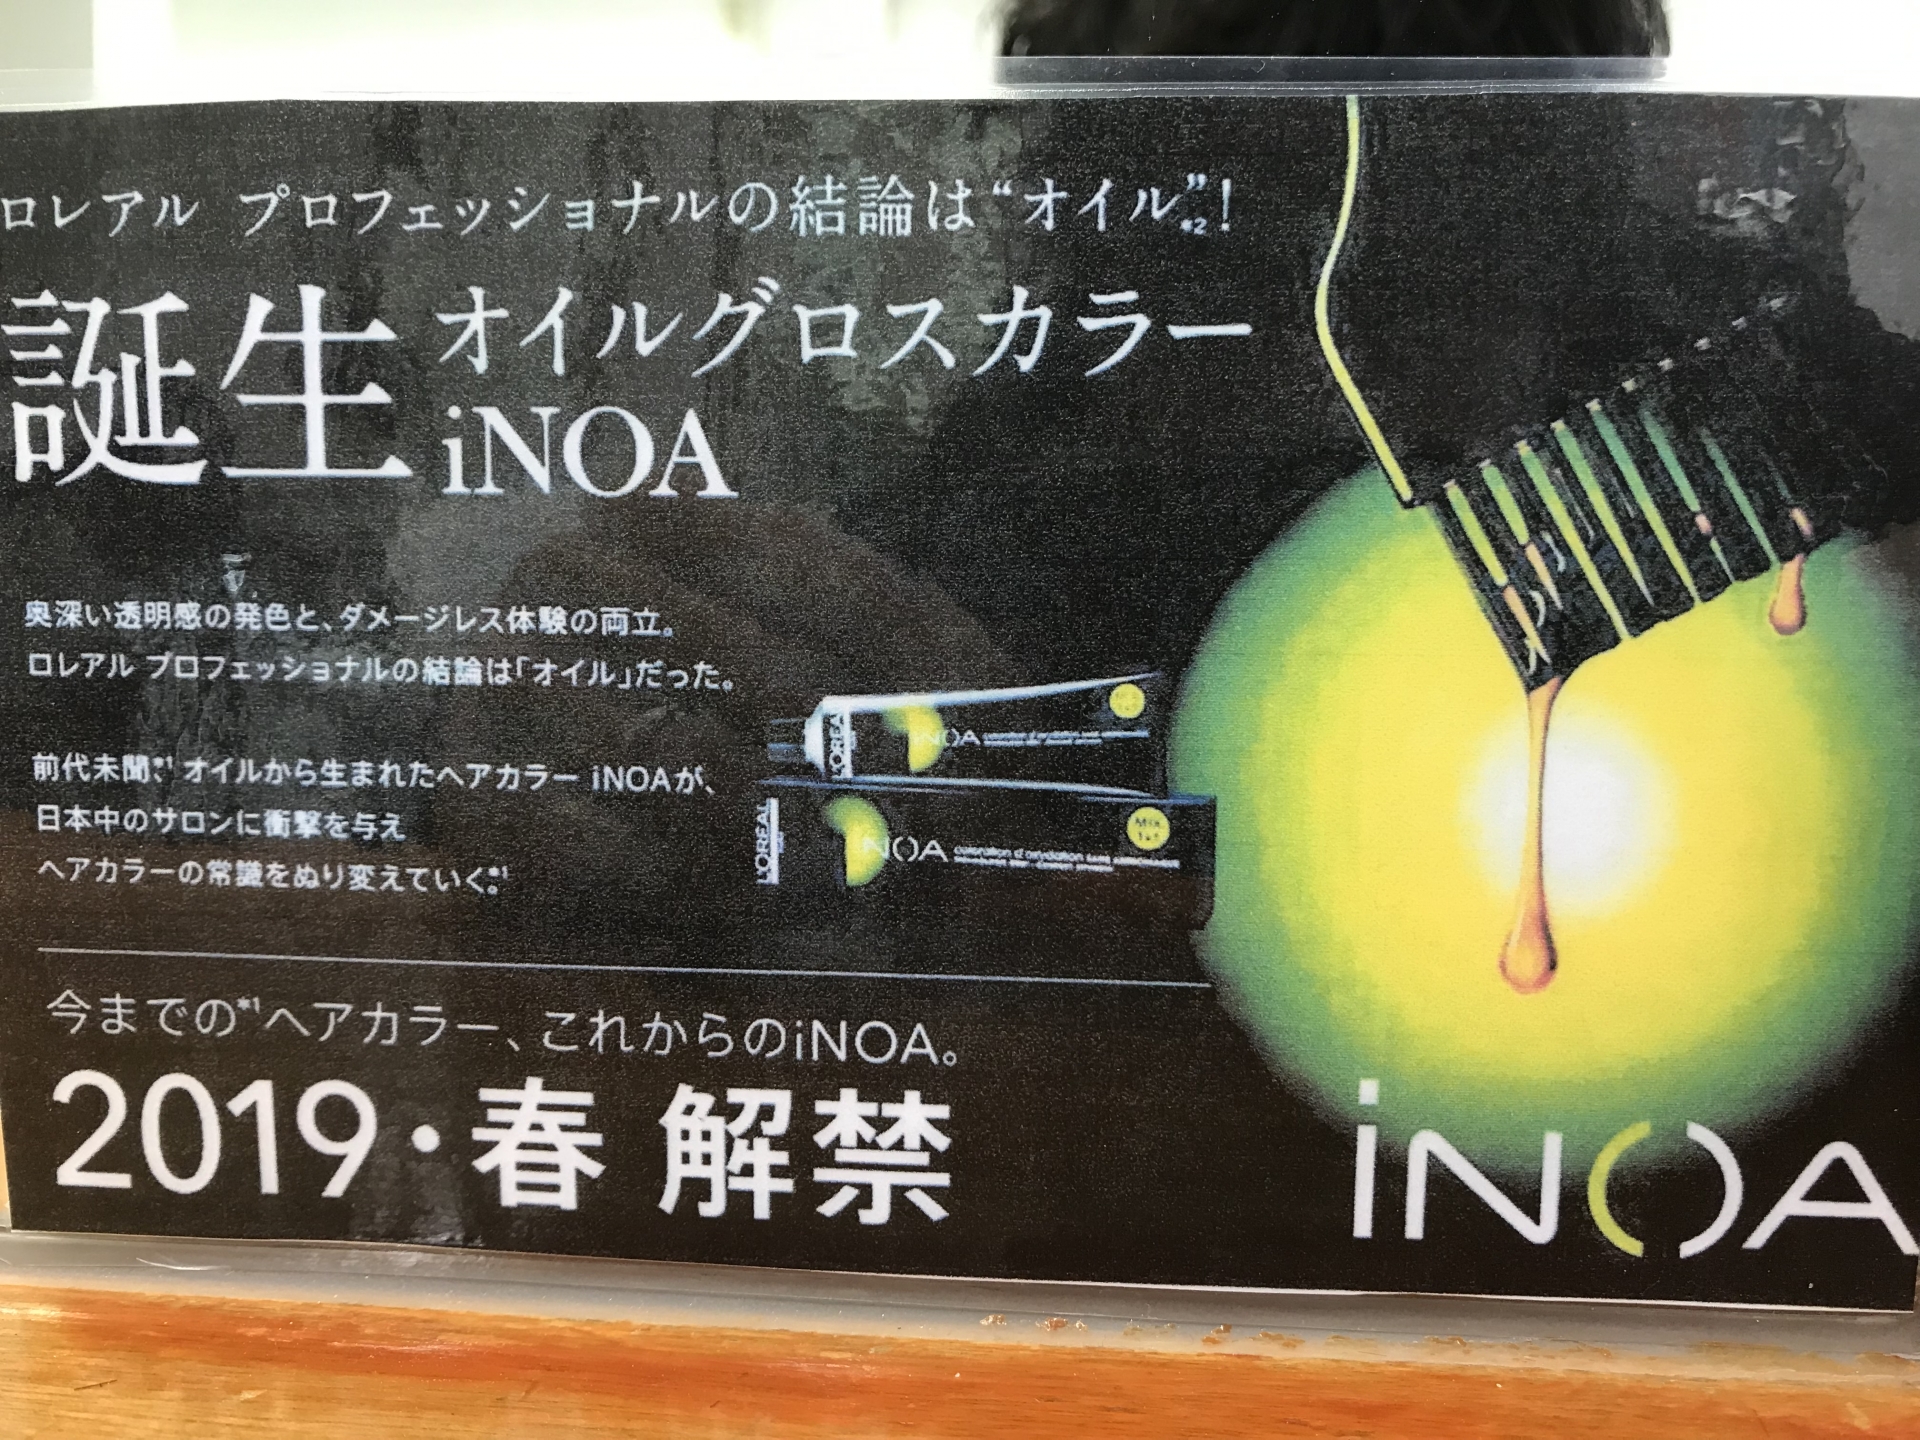 ロレアル プロフェッショナルの結論は“オイル”*2！
誕生
オイルグロスカラー
iNOA
奥深い透明感の発色と、ダメージレス体験の両立。
ロレアル プロフェッショナルの結論は「オイル」だった。
前代未聞*1、オイルから生まれたヘアカラー iNOAが、
日本中のサロンに衝撃を与え
ヘアカラーの常識をぬり変えていく*1。
L'ORÉAL
iNOA
L'ORÉAL
iNOA
MIX
1+1
今までの*1ヘアカラー、これからのiNOA。
2019・春 解禁
iNOA